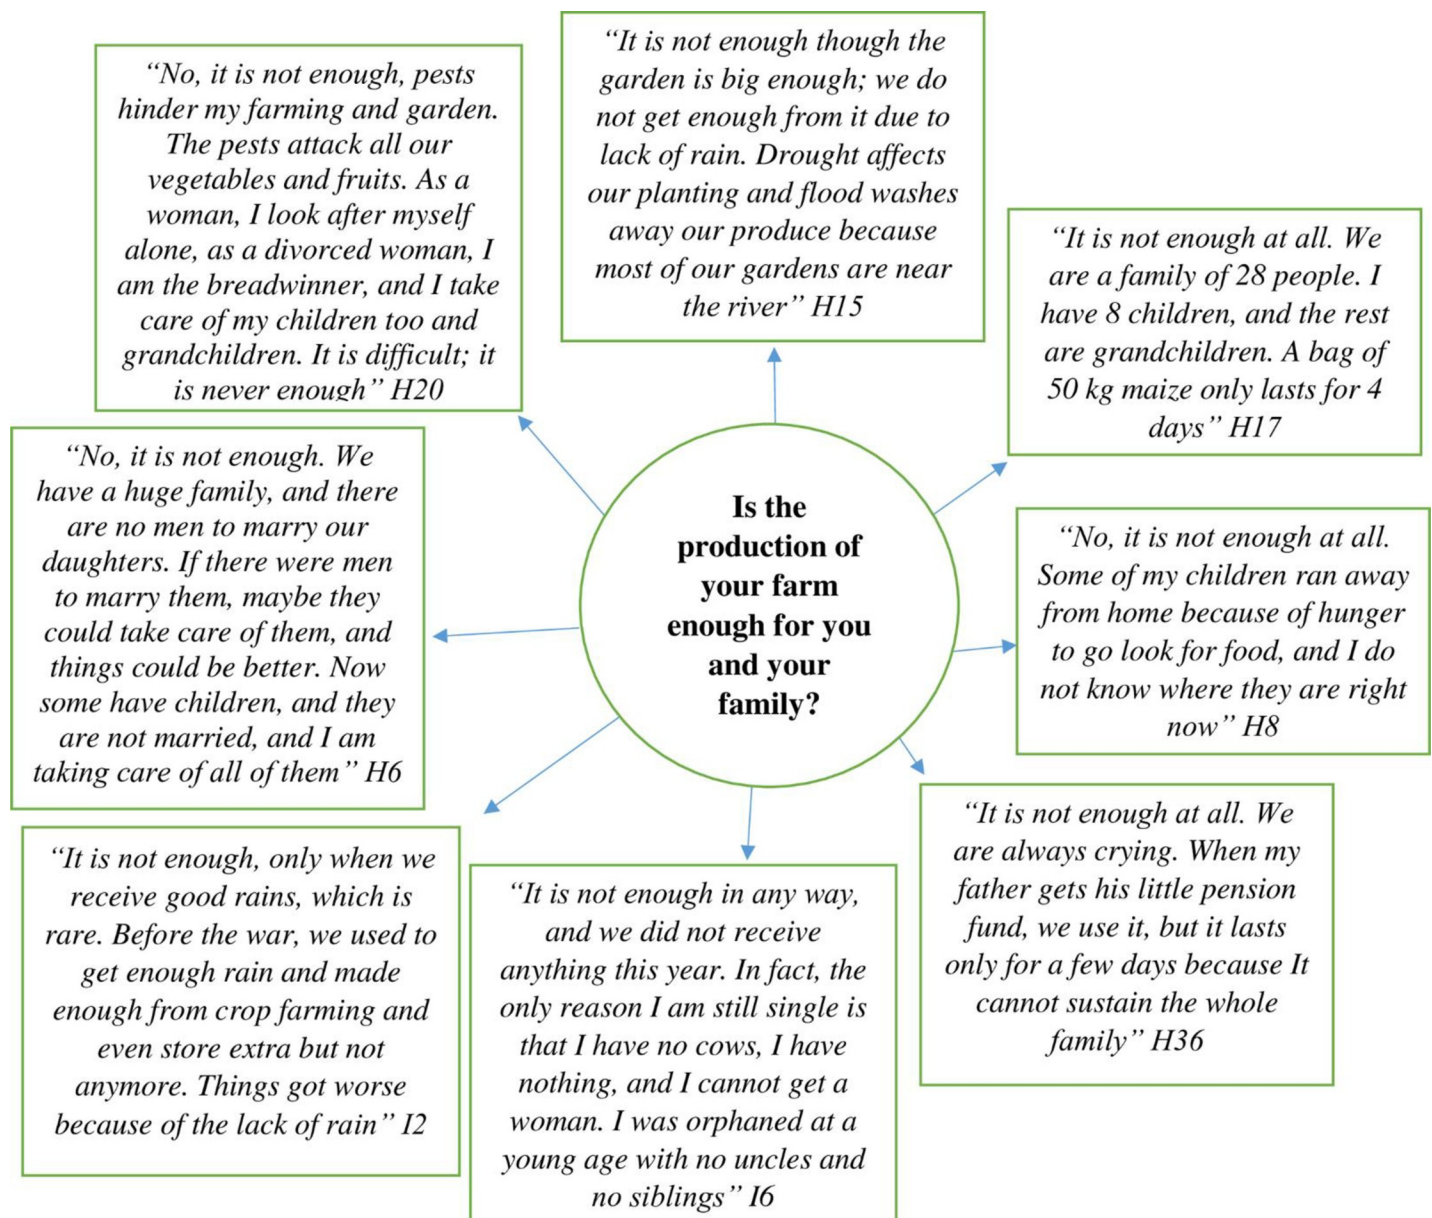 “No, it is not enough, pests
hinder my farming and garden.
The pests attack all our
vegetables and fruits. As a
woman, I look after myself
alone, as a divorced woman, I
am the breadwinner, and I take
care of my children too and
grandchildren. It is difficult; it
is never enough” H20
“It is not enough though the
garden is big enough; we do
not get enough from it due to
lack of rain. Drought affects
our planting and flood washes
away our produce because
most of our gardens are near
the river” H15
“It is not enough at all. We
are a family of 28 people. I
have 8 children, and the rest
are grandchildren. A bag of
50 kg maize only lasts for 4
days” H17
“No, it is not enough. We
have a huge family, and there
are no men to marry our
daughters. If there were men
to marry them, maybe they
could take care of them, and
things could be better. Now
some have children, and they
are not married, and I am
taking care of all of them” H6
Is the
production of
your farm
enough for you
and your
family?
“No, it is not enough at all.
Some of my children ran away
from home because of hunger
to go look for food, and I do
not know where they are right
now” H8
“It is not enough, only when we
receive good rains, which is
rare. Before the war, we used to
get enough rain and made
enough from crop farming and
even store extra but not
anymore. Things got worse
because of the lack of rain” I2
“It is not enough in any way,
and we did not receive
anything this year. In fact, the
only reason I am still single is
that I have no cows, I have
nothing, and I cannot get a
woman. I was orphaned at a
young age with no uncles and
no siblings” I6
“It is not enough at all. We
are always crying. When my
father gets his little pension
fund, we use it, but it lasts
only for a few days because It
cannot sustain the whole
family” H36